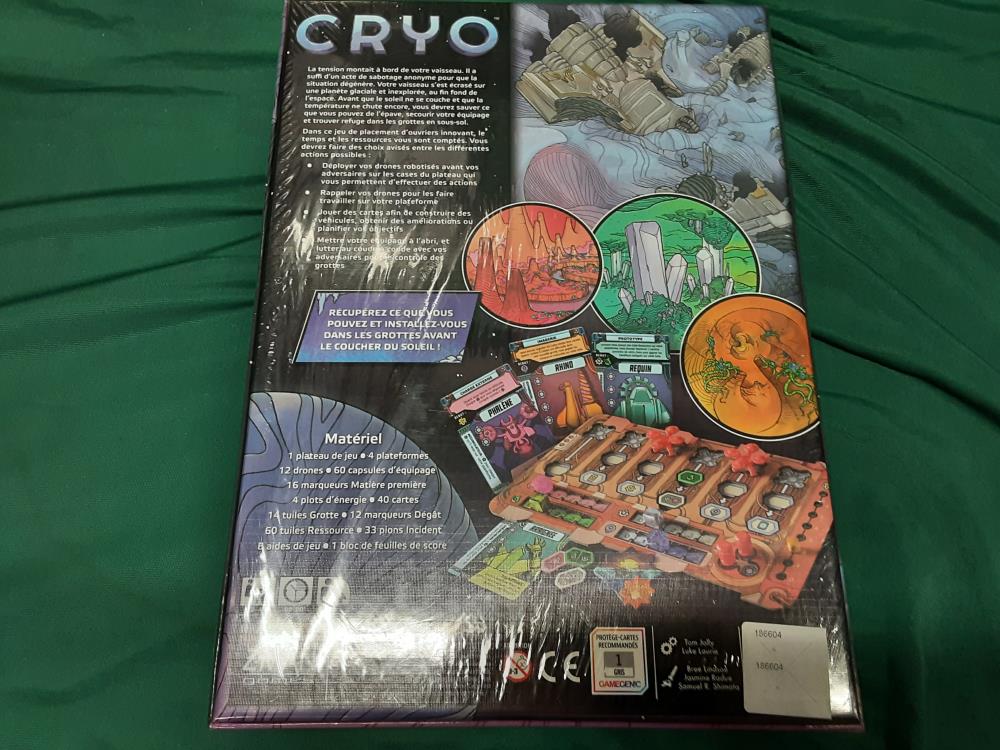 CRYO
La tension montait à bord de votre vaisseau. Il a
suffi d'un acte de sabotage anonyme pour que la
situation dégénère. Votre vaisseau s'est écrasé sur
une planète glaciale et inexplorée, au fin fond de
l'espace. Avant que le soleil ne se couche et que la
température ne chute encore, vous devrez sauver ce
que vous pouvez de l'épave, secourir votre équipage
et trouver refuge dans les grottes en sous-sol.
Dans ce jeu de placement d'ouvriers innovant, le
temps et les ressources vous sont comptés. Vous
devrez faire des choix avisés entre les différentes
actions possibles :
• Déployer vos drones robotisés avant vos
adversaires sur les cases du plateau qui
vous permettent d'effectuer des actions
• Rappeler vos drones pour les faire
travailler sur votre plateforme
• Jouer des cartes afin de construire des
véhicules, obtenir des améliorations ou
planifier vos objectifs
• Mettre votre équipage à l'abri, et
lutter au coude à coude avec vos
adversaires pour le contrôle des
grottes
RÉCUPÉREZ CE QUE VOUS
POUVEZ ET INSTALLEZ-VOUS
DANS LES GROTTES AVANT
LE COUCHER DU SOLEIL !
PHALÈNE
RHINO
PROTOTYPE
REQUIN
Matériel
1 plateau de jeu • 4 plateformes
12 drones • 60 capsules d'équipage
16 marqueurs Matière première
4 plots d'énergie • 40 cartes
14 tuiles Grotte • 12 marqueurs Dégât
60 tuiles Ressource • 33 pions Incident
8 aides de jeu • 1 bloc de feuilles de score
0-3
CE
PROTÈGE-CARTES
RECOMMANDÉS
1
GRIS
GAMEGENIC
Tom Jolly
Luke Laurie
Bree Lindsoe
Jasmine Radue
Samuel R. Shimota
186604
186604